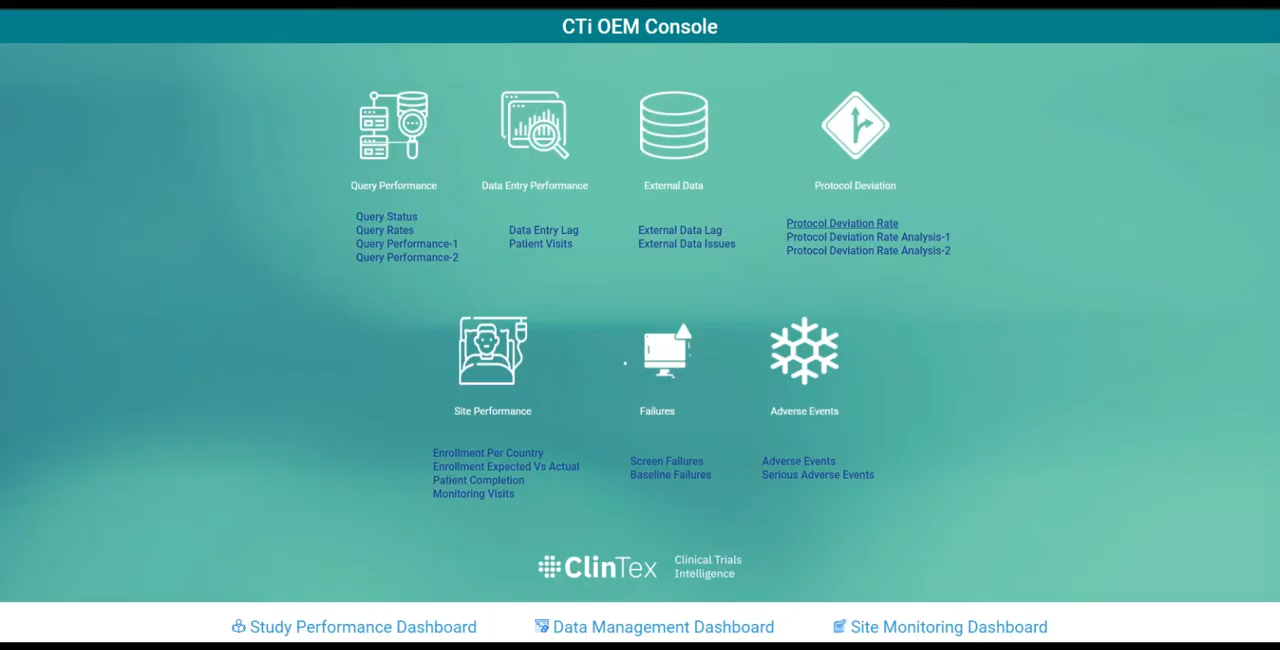 CTi OEM Console
Query Performance
Query Status
Query Rates
Query Performance-1
Query Performance-2
Data Entry Performance
Data Entry Lag
Patient Visits
External Data
External Data Lag
External Data Issues
Protocol Deviation
Protocol Deviation Rate
Protocol Deviation Rate Analysis-1
Protocol Deviation Rate Analysis-2
Site Performance
Enrollment Per Country
Enrollment Expected Vs Actual
Patient Completion
Monitoring Visits
Failures
Screen Failures
Baseline Failures
Adverse Events
Adverse Events
Serious Adverse Events
ClinTex
Clinical Trials
Intelligence
Study Performance Dashboard
Data Management Dashboard
Site Monitoring Dashboard